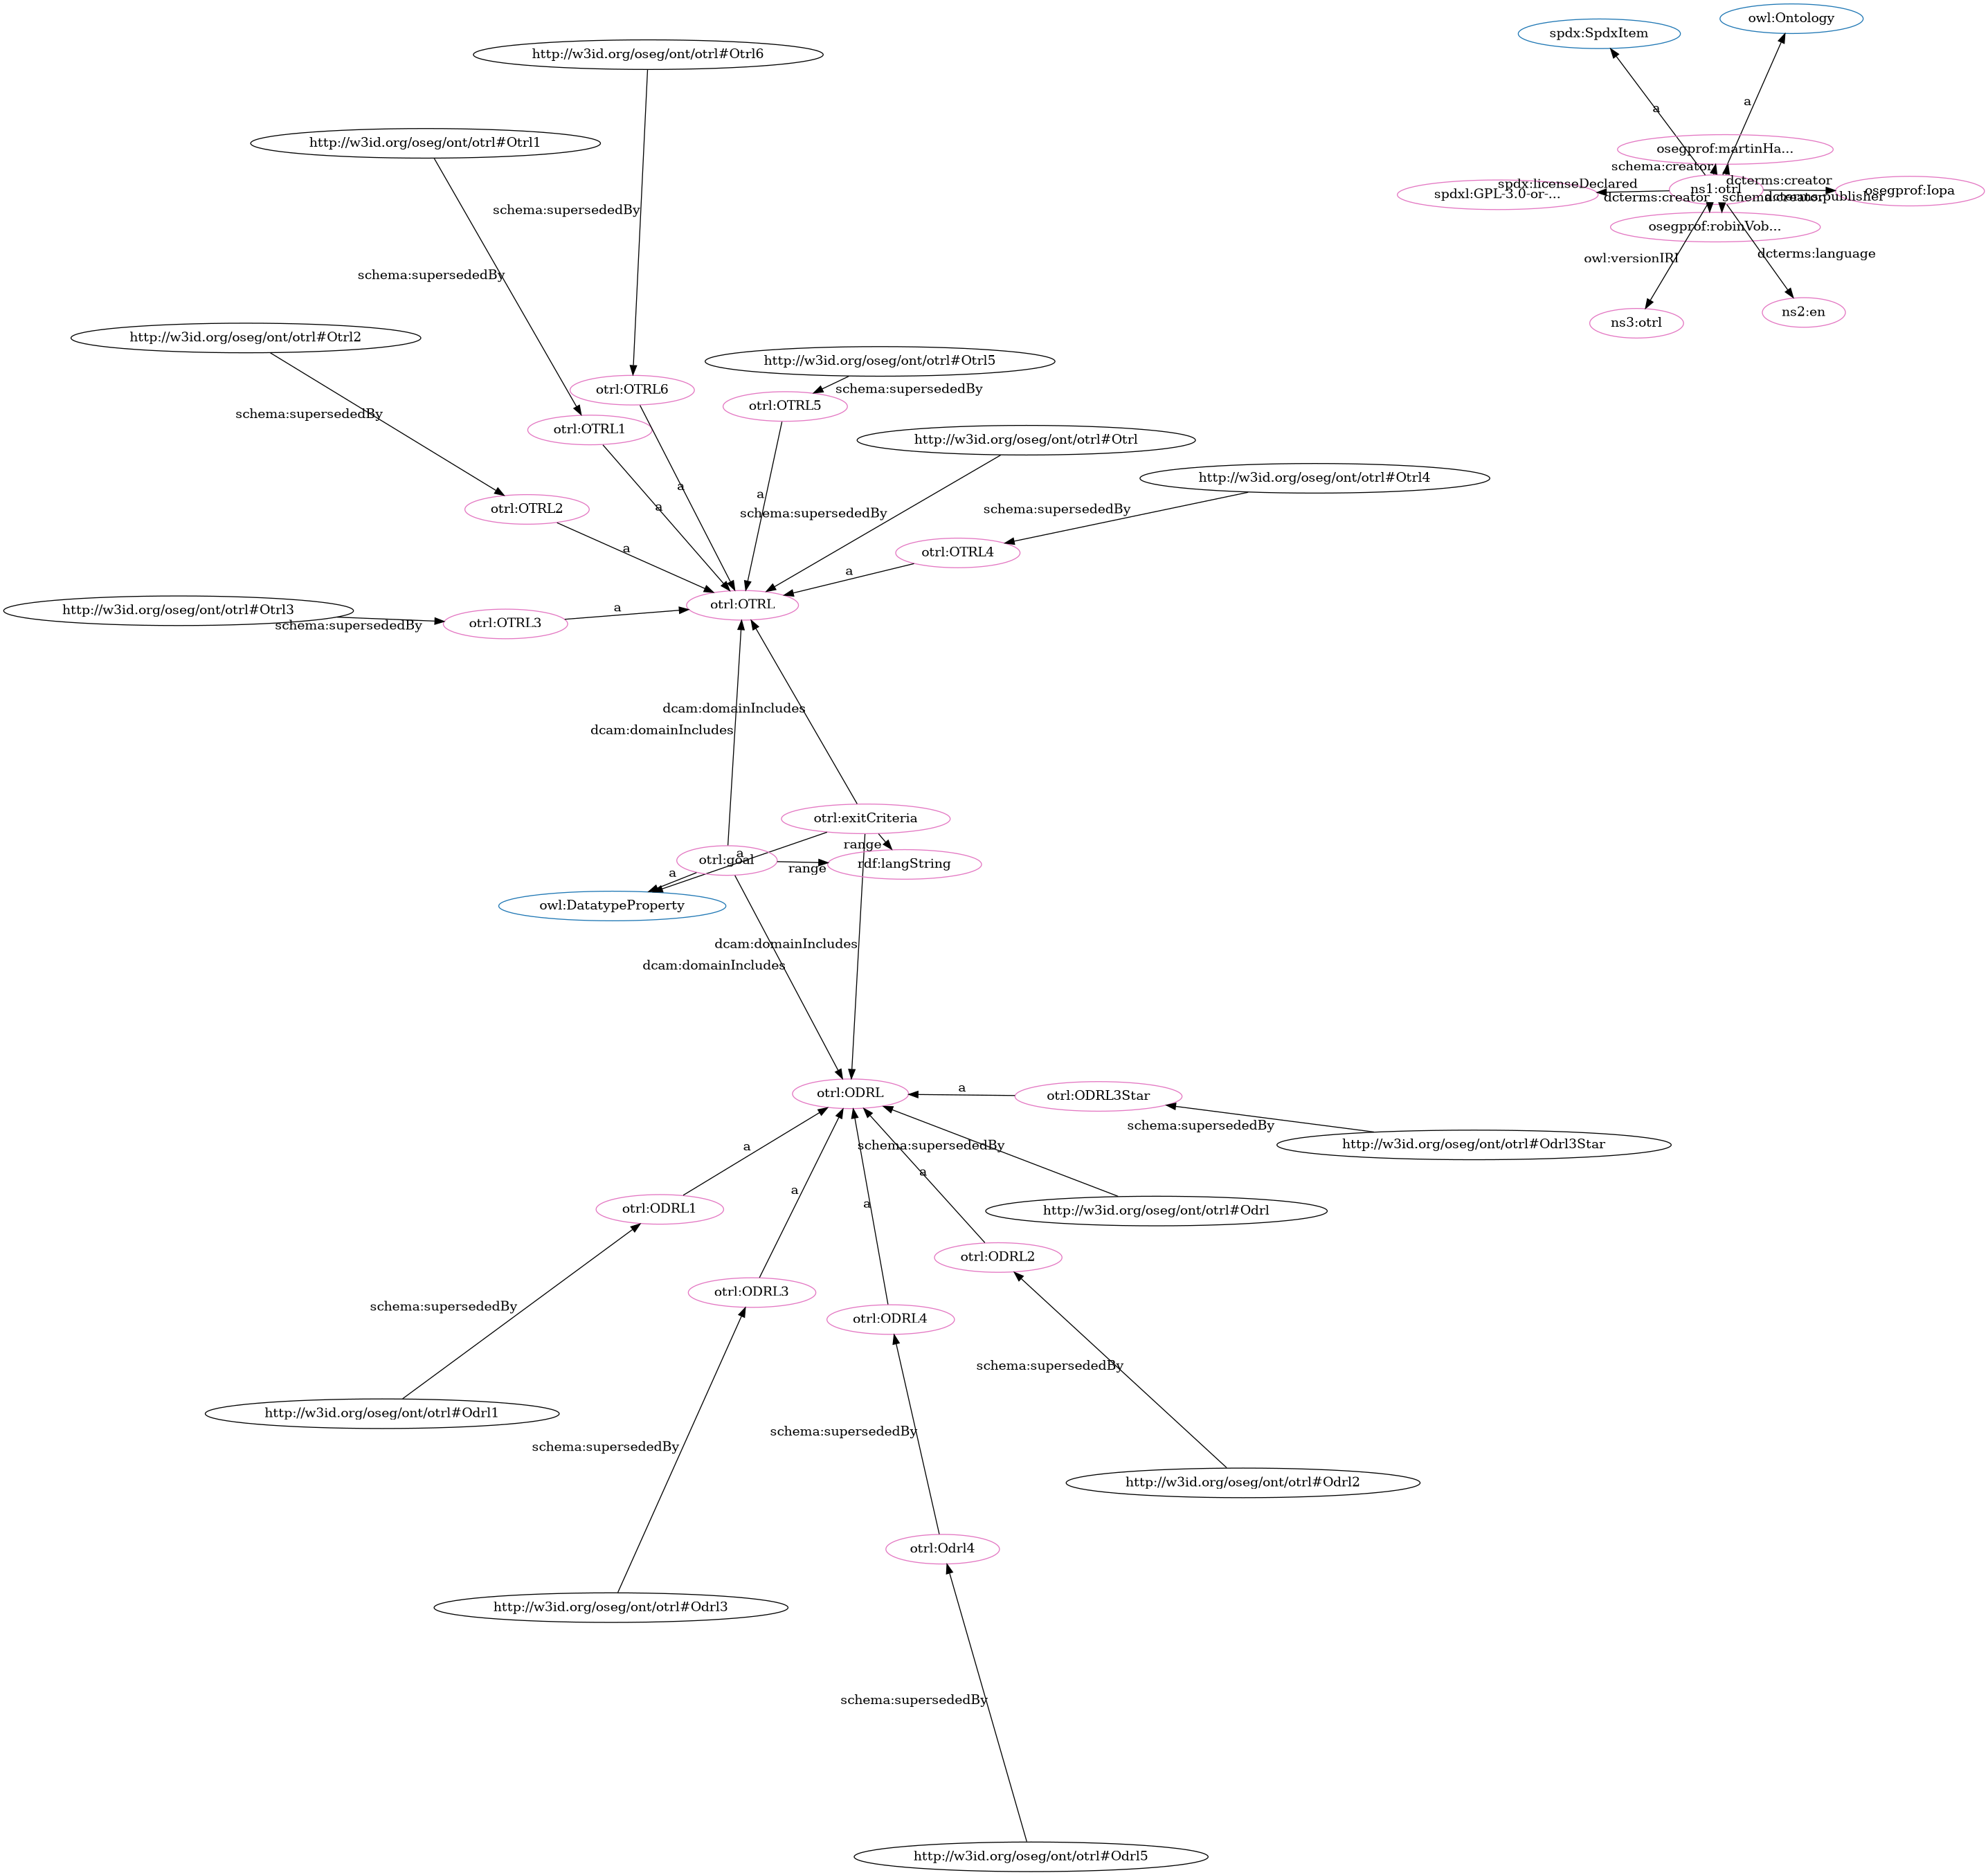 owl:Ontology
spdx:SpdxItem
http://w3id.org/oseg/ont/otrl#Otrl6
a
a
http://w3id.org/oseg/ont/otrl#Otrl1
osegprof:martinHa...
schema:creator
dcterms:creator
spdx:licenseDeclared
ns1:otrl
osegprof:Iopa
spdxl:GPL-3.0-or-...
dcterms:creator
schema:creator
dcterms:publisher
schema:supersededBy
osegprof:robinVob...
dcterms:language
owl:versionIRI
schema:supersededBy
ns2:en
ns3:otrl
http://w3id.org/oseg/ont/otrl#Otrl2
http://w3id.org/oseg/ont/otrl#Otrl5
otrl:OTRL6
schema:supersededBy
otrl:OTRL5
schema:supersededBy
otrl:OTRL1
http://w3id.org/oseg/ont/otrl#Otrl
http://w3id.org/oseg/ont/otrl#Otrl4
a
a
a
otrl:OTRL2
schema:supersededBy
schema:supersededBy
a
otrl:OTRL4
a
otrl:OTRL
http://w3id.org/oseg/ont/otrl#Otrl3
a
otrl:OTRL3
schema:supersededBy
dcam:domainIncludes
dcam:domainIncludes
otrl:exitCriteria
range
a
otrl:goal
rdf:langString
range
a
owl:DatatypeProperty
dcam:domainIncludes
dcam:domainIncludes
a
otrl:ODRL
otrl:ODRL3Star
schema:supersededBy
http://w3id.org/oseg/ont/otrl#Odrl3Star
a
schema:supersededBy
a
a
a
otrl:ODRL1
http://w3id.org/oseg/ont/otrl#Odrl
otrl:ODRL2
otrl:ODRL3
schema:supersededBy
otrl:ODRL4
schema:supersededBy
http://w3id.org/oseg/ont/otrl#Odrl1
schema:supersededBy
schema:supersededBy
http://w3id.org/oseg/ont/otrl#Odrl2
otrl:Odrl4
http://w3id.org/oseg/ont/otrl#Odrl3
schema:supersededBy
http://w3id.org/oseg/ont/otrl#Odrl5